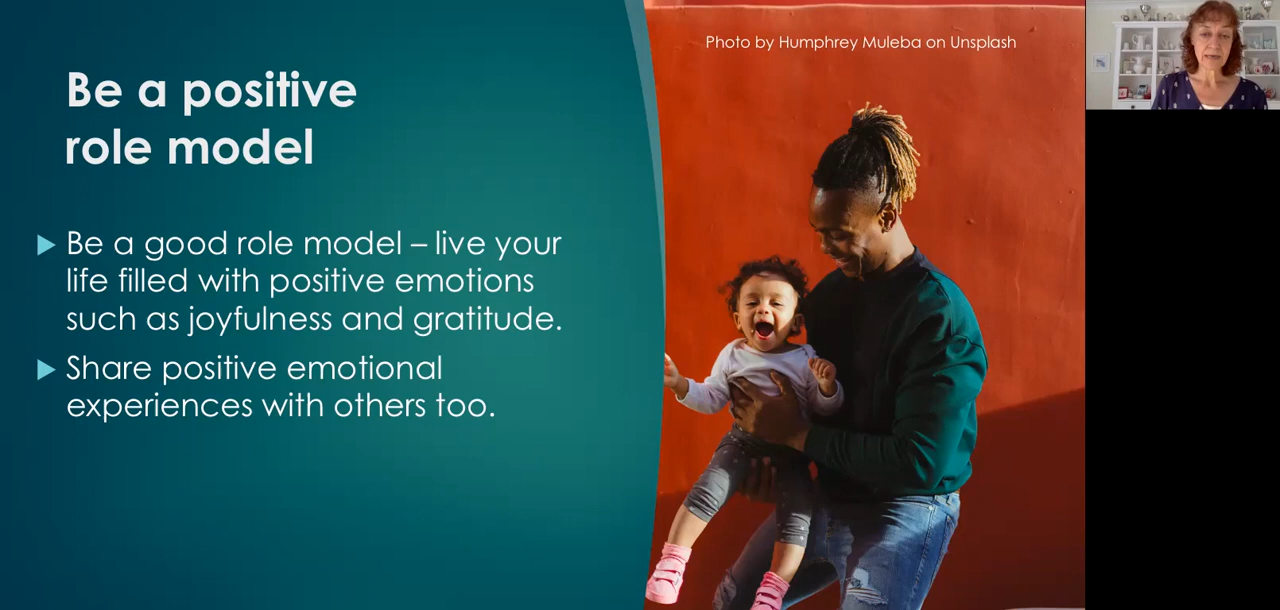 Be a positive
role model
Be a good role model – live your
life filled with positive emotions
such as joyfulness and gratitude.
Share positive emotional
experiences with others too.
Photo by Humphrey Muleba on Unsplash